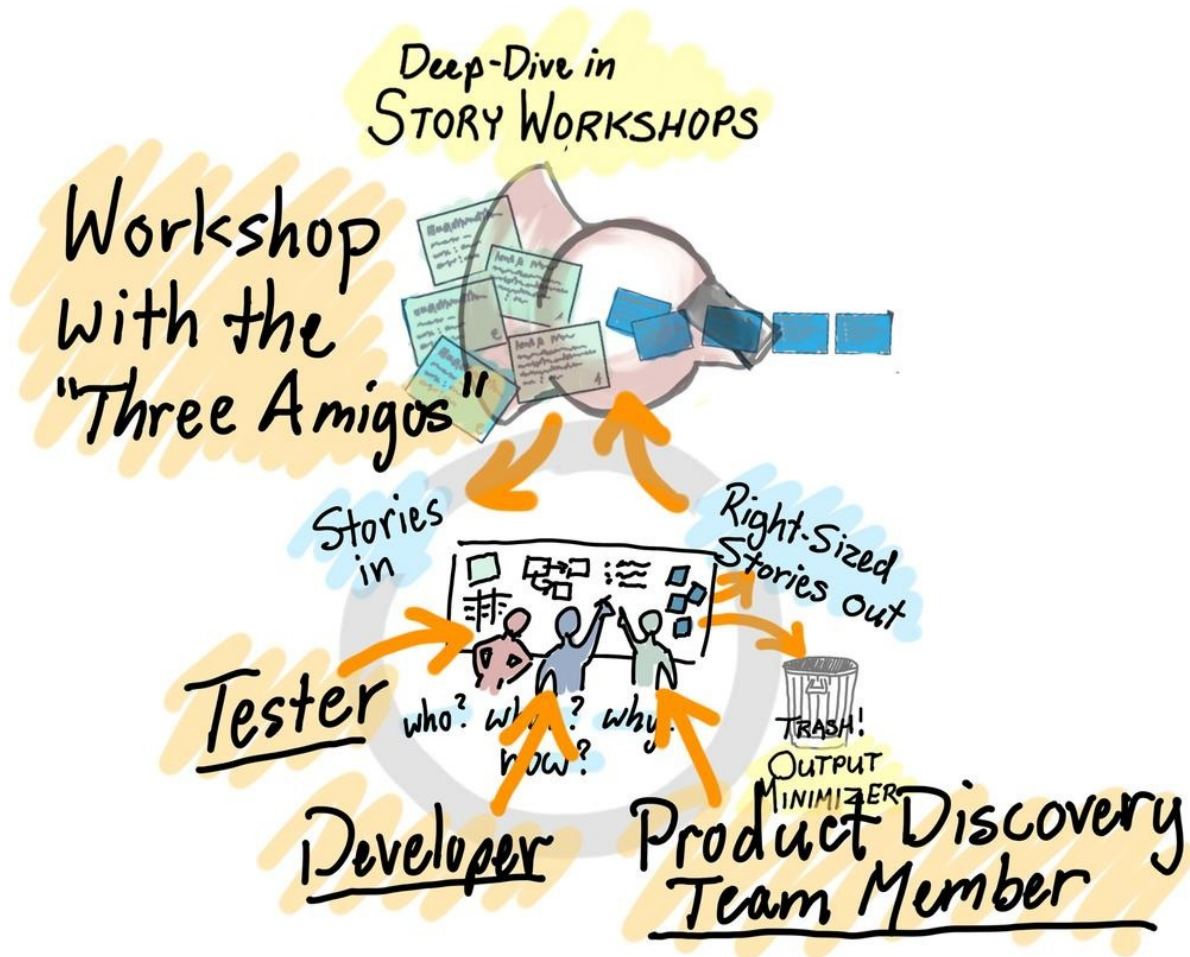 Deep-Dive in
STORY WORKSHOPS
Workshop
with the
"Three Amigos"
Stories
in
Right-Sized
Stories out
Tester
who? why
how?
TRASH!
OUTPUT
MINIMIZER
Developer
Product Discovery
Team Member